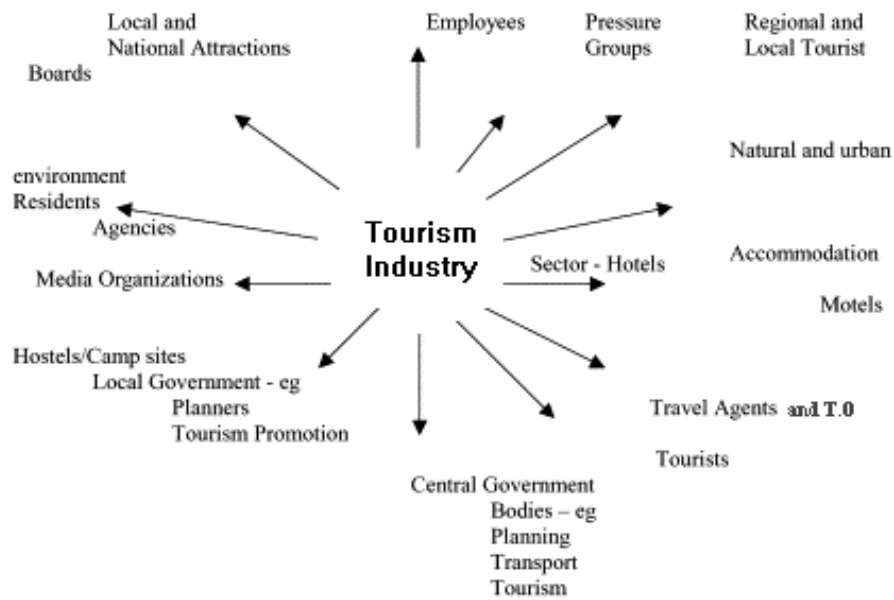 Local and
National Attractions
Employees
Pressure
Groups
Regional and
Local Tourist
Boards
Natural and urban
environment
Residents
Agencies
Tourism
Industry
Accommodation
Sector - Hotels
Motels
Media Organizations
Hostels/Camp sites
Local Government - eg
Planners
Tourism Promotion
Travel Agents and T.O
Tourists
Central Government
Bodies – eg
Planning
Transport
Tourism